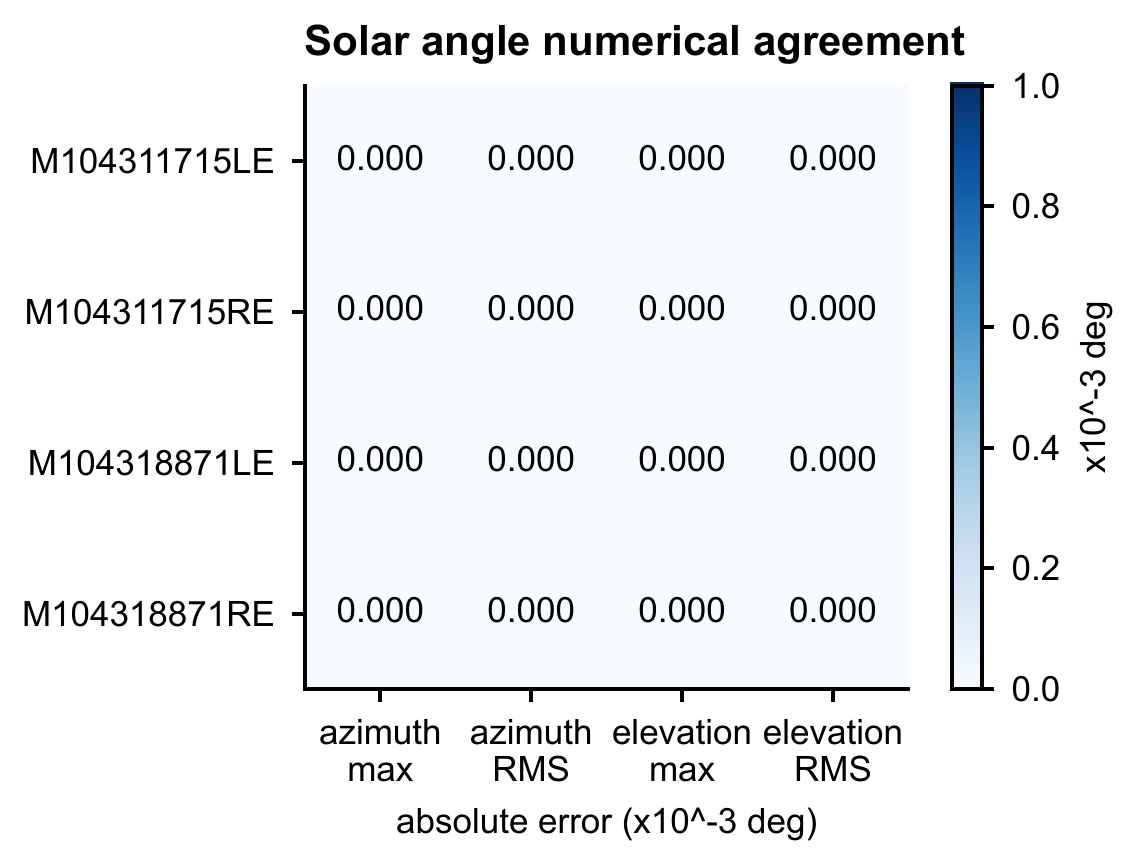 Solar angle numerical agreement
M104311715LE 0.000 0.000 0.000 0.000
M104311715RE 0.000 0.000 0.000 0.000
M104318871LE 0.000 0.000 0.000 0.000
M104318871RE 0.000 0.000 0.000 0.000
azimuth max
azimuth RMS
elevation max
elevation RMS
absolute error (x10^-3 deg)
1.0
0.8
0.6
0.4
0.2
0.0
x10^-3 deg